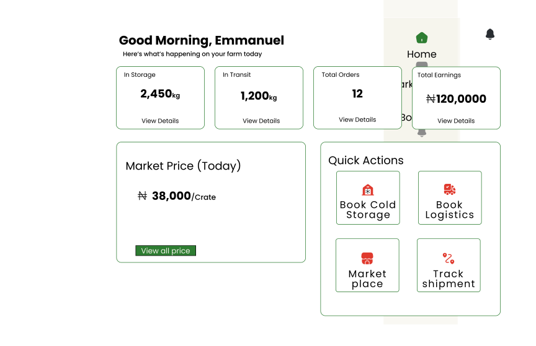 Good Morning, Emmanuel
Here's what's happening on your farm today
Home
In Storage
2,450kg
View Details
In Transit
1,200kg
View Details
Total Orders
12
View Details
Total Earnings
₦120,0000
View Details
Market Price (Today)
₦ 38,000/Crate
View all price
Quick Actions
Book Cold
Storage
Book
Logistics
Market
place
Track
shipment